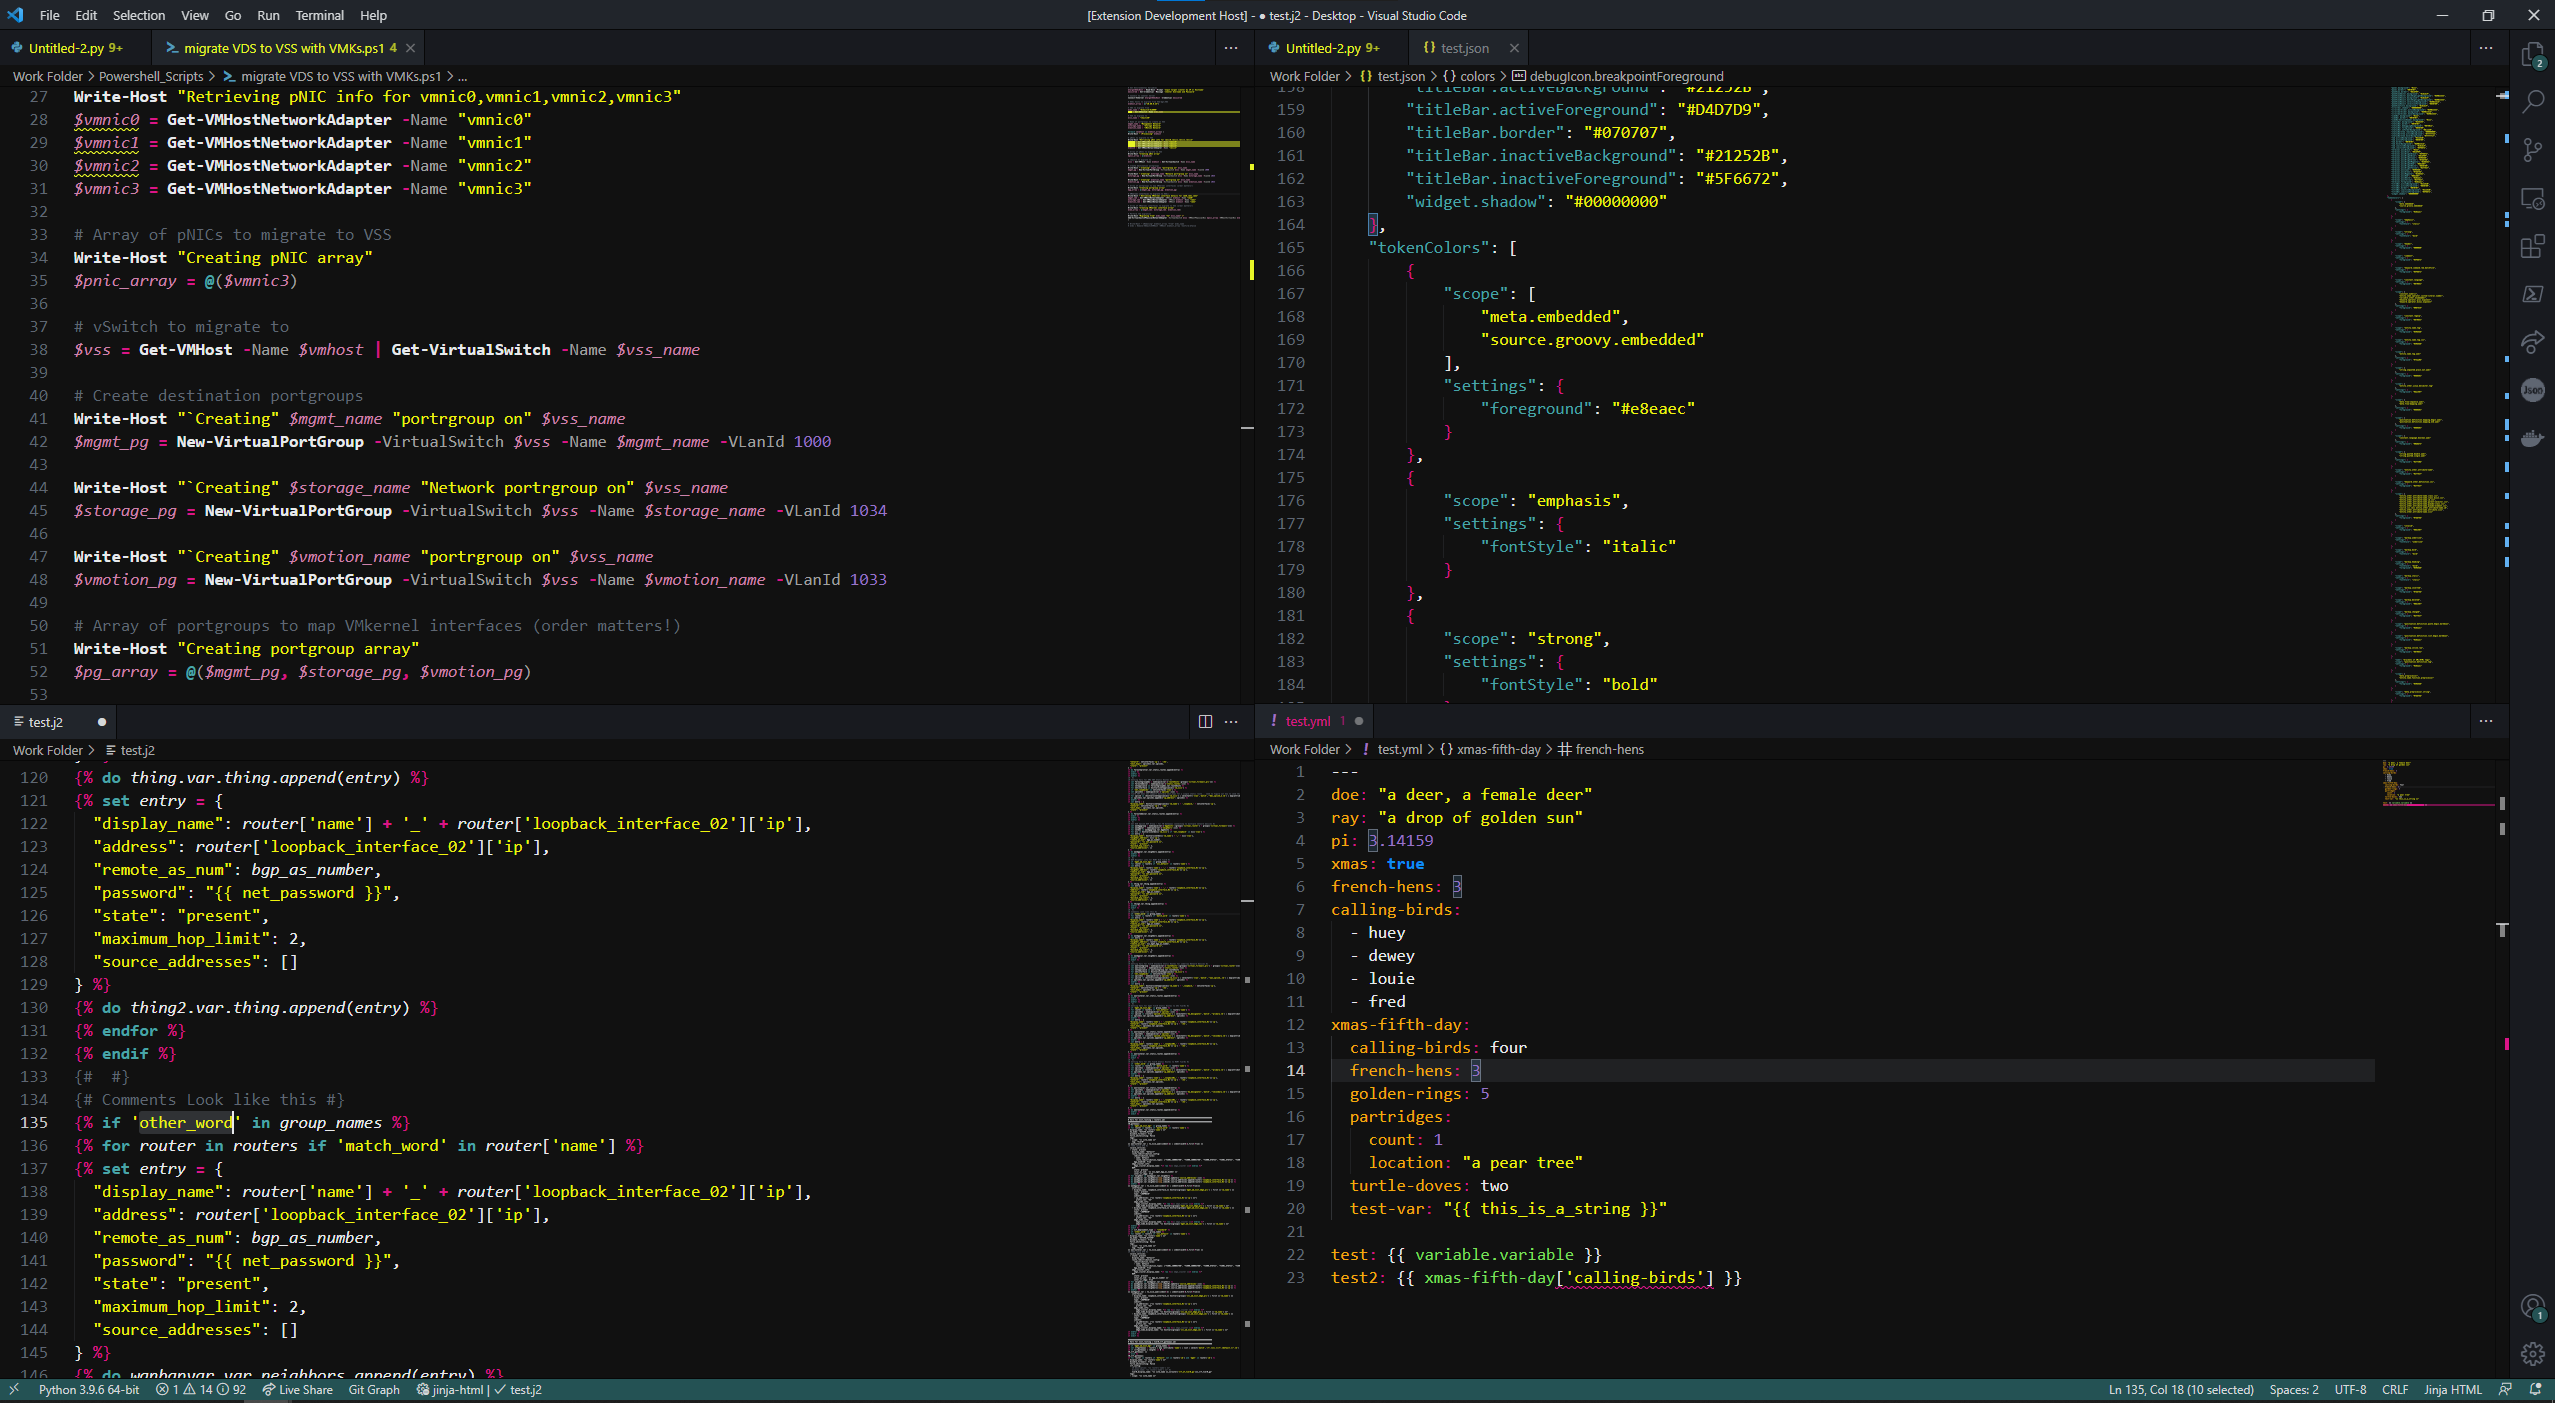 File Edit Selection View Go Run Terminal Help
[Extension Development Host] - ● test.j2 - Desktop - Visual Studio Code
Untitled-2.py 9+
migrate VDS to VSS with VMKs.ps1 4
Work Folder > Powershell_Scripts > migrate VDS to VSS with VMKs.ps1 > ...
27 Write-Host "Retrieving pNIC info for vmnic0,vmnic1,vmnic2,vmnic3"
28 $vmnic0 = Get-VMHostNetworkAdapter -Name "vmnic0"
29 $vmnic1 = Get-VMHostNetworkAdapter -Name "vmnic1"
30 $vmnic2 = Get-VMHostNetworkAdapter -Name "vmnic2"
31 $vmnic3 = Get-VMHostNetworkAdapter -Name "vmnic3"
32
33 # Array of pNICs to migrate to VSS
34 Write-Host "Creating pNIC array"
35 $pnic_array = @($vmnic3)
36
37 # vSwitch to migrate to
38 $vss = Get-VMHost -Name $vmhost | Get-VirtualSwitch -Name $vss_name
39
40 # Create destination portgroups
41 Write-Host "`Creating" $mgmt_name "portrgroup on" $vss_name
42 $mgmt_pg = New-VirtualPortGroup -VirtualSwitch $vss -Name $mgmt_name -VLanId 1000
43
44 Write-Host "`Creating" $storage_name "Network portrgroup on" $vss_name
45 $storage_pg = New-VirtualPortGroup -VirtualSwitch $vss -Name $storage_name -VLanId 1034
46
47 Write-Host "`Creating" $vmotion_name "portrgroup on" $vss_name
48 $vmotion_pg = New-VirtualPortGroup -VirtualSwitch $vss -Name $vmotion_name -VLanId 1033
49
50 # Array of portgroups to map VMkernel interfaces (order matters!)
51 Write-Host "Creating portgroup array"
52 $pg_array = @($mgmt_pg, $storage_pg, $vmotion_pg)
53
Untitled-2.py 9+
{} test.json
Work Folder > {} test.json > {} colors > debugIcon.breakpointForeground
158 "titleBar.activeBackground": "#21252B",
159 "titleBar.activeForeground": "#D4D7D9",
160 "titleBar.border": "#070707",
161 "titleBar.inactiveBackground": "#21252B",
162 "titleBar.inactiveForeground": "#5F6672",
163 "widget.shadow": "#00000000"
164 },
165 "tokenColors": [
166 {
167 "scope": [
168 "meta.embedded",
169 "source.groovy.embedded"
170 ],
171 "settings": {
172 "foreground": "#e8eaec"
173 }
174 },
175 {
176 "scope": "emphasis",
177 "settings": {
178 "fontStyle": "italic"
179 }
180 },
181 {
182 "scope": "strong",
183 "settings": {
184 "fontStyle": "bold"
test.j2
Work Folder > test.j2
120 {% do thing.var.thing.append(entry) %}
121 {% set entry = {
122 "display_name": router['name'] + '_' + router['loopback_interface_02']['ip'],
123 "address": router['loopback_interface_02']['ip'],
124 "remote_as_num": bgp_as_number,
125 "password": "{{ net_password }}",
126 "state": "present",
127 "maximum_hop_limit": 2,
128 "source_addresses": []
129 } %}
130 {% do thing2.var.thing.append(entry) %}
131 {% endfor %}
132 {% endif %}
133 {#  #}
134 {# Comments Look like this #}
135 {% if 'other_word' in group_names %}
136 {% for router in routers if 'match_word' in router['name'] %}
137 {% set entry = {
138 "display_name": router['name'] + '_' + router['loopback_interface_02']['ip'],
139 "address": router['loopback_interface_02']['ip'],
140 "remote_as_num": bgp_as_number,
141 "password": "{{ net_password }}",
142 "state": "present",
143 "maximum_hop_limit": 2,
144 "source_addresses": []
145 } %}
146 {% do wanbanvar.var.neighbors.append(entry) %}
! test.yml 1
Work Folder > ! test.yml > {} xmas-fifth-day > # french-hens
1 ---
2 doe: "a deer, a female deer"
3 ray: "a drop of golden sun"
4 pi: 3.14159
5 xmas: true
6 french-hens: 3
7 calling-birds:
8 - huey
9 - dewey
10 - louie
11 - fred
12 xmas-fifth-day:
13 calling-birds: four
14 french-hens: 3
15 golden-rings: 5
16 partridges:
17 count: 1
18 location: "a pear tree"
19 turtle-doves: two
20 test-var: "{{ this_is_a_string }}"
21
22 test: {{ variable.variable }}
23 test2: {{ xmas-fifth-day['calling-birds'] }}
2
Json
1
Python 3.9.6 64-bit 1 14 92 Live Share Git Graph jinja-html | ✓ test.j2
Ln 135, Col 18 (10 selected) Spaces: 2 UTF-8 CRLF Jinja HTML